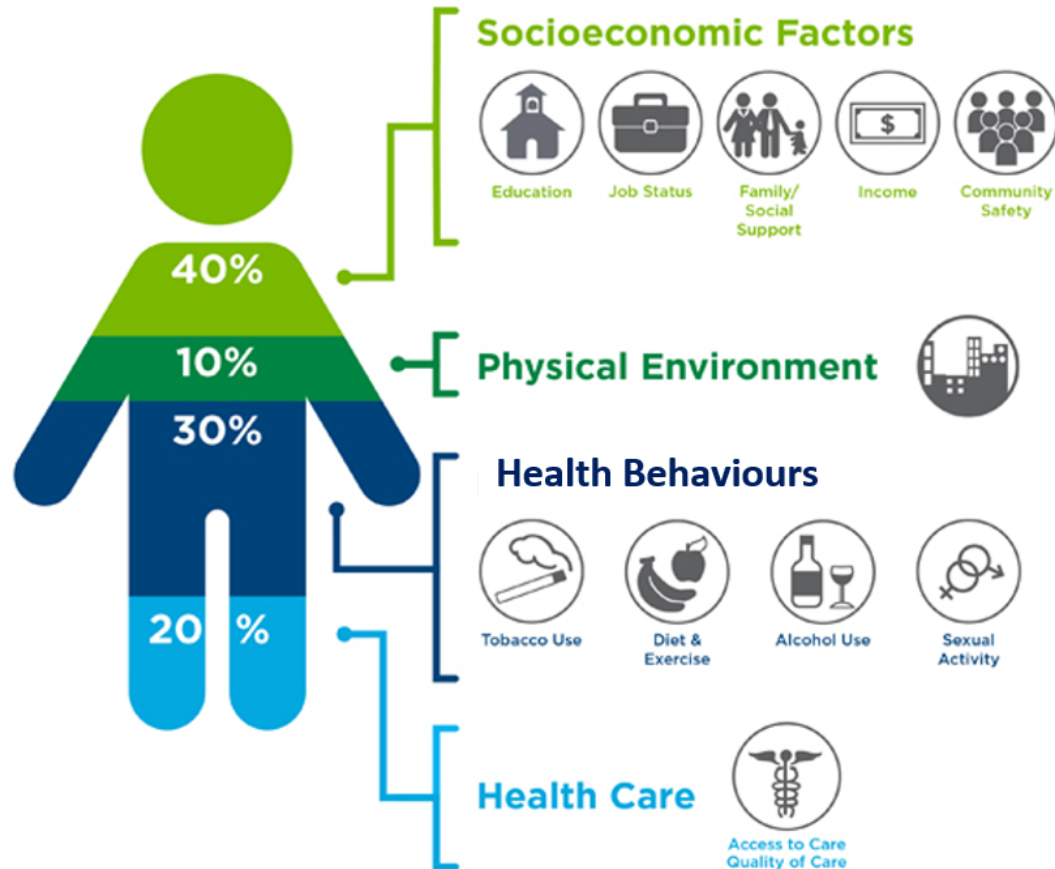 Socioeconomic Factors
$
Education
Job Status
Family/
Social
Support
Income
Community
Safety
40%
10%
Physical Environment
30%
Health Behaviours
Tobacco Use
Diet &
Exercise
Alcohol Use
Sexual
Activity
20 %
Health Care
Access to Care
Quality of Care